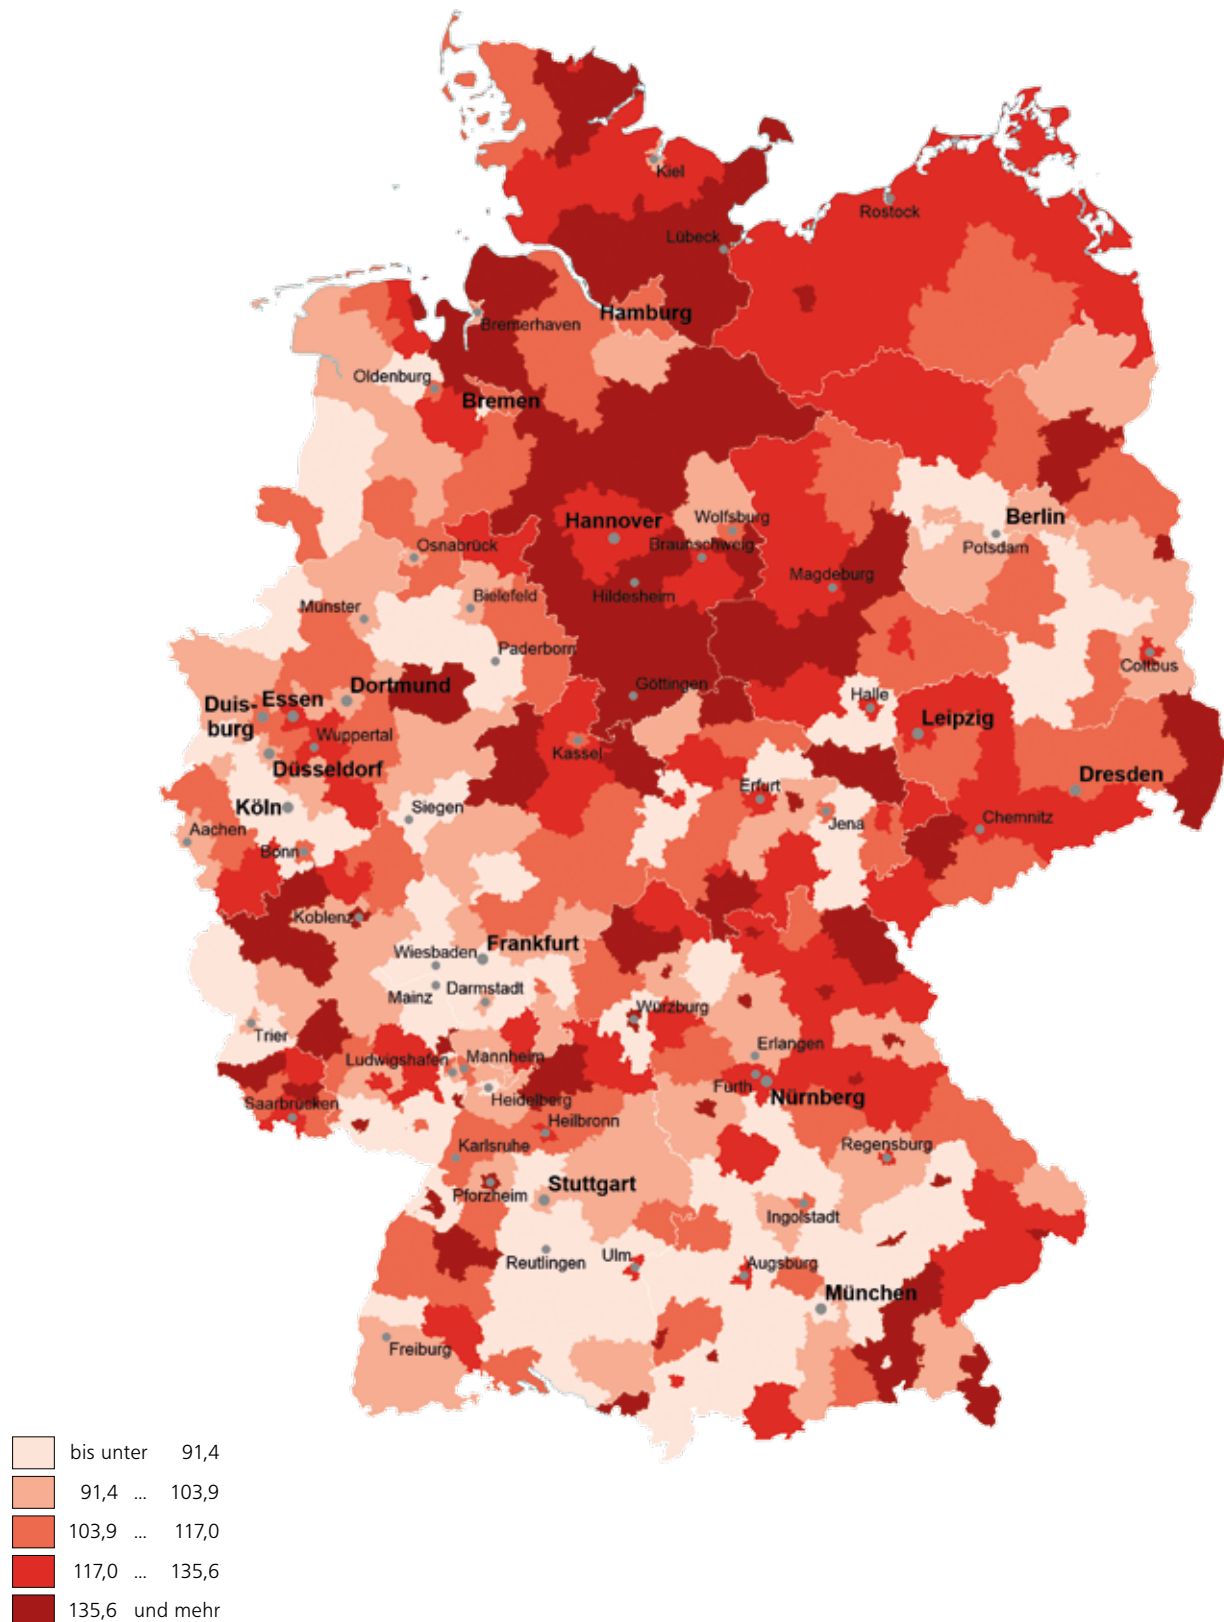 Kiel
Rostock
Lübeck
Hamburg
Bremerhaven
Oldenburg
Bremen
Hannover
Wolfsburg
Berlin
Braunschweig
Potsdam
Osnabrück
Magdeburg
Hildesheim
Bielefeld
Münster
Paderborn
Cottbus
Göttingen
Dortmund
Halle
Duis-
burg
Essen
Leipzig
Wuppertal
Kassel
Düsseldorf
Dresden
Erfurt
Köln
Siegen
Jena
Chemnitz
Aachen
Bonn
Koblenz
Frankfurt
Wiesbaden
Mainz
Darmstadt
Würzburg
Trier
Erlangen
Ludwigshafen
Mannheim
Fürth
Nürnberg
Heidelberg
Saarbrücken
Heilbronn
Karlsruhe
Regensburg
Pforzheim
Stuttgart
Ingolstadt
Reutlingen
Ulm
Augsburg
München
Freiburg
bis unter 91,4
91,4 ... 103,9
103,9 ... 117,0
117,0 ... 135,6
135,6 und mehr